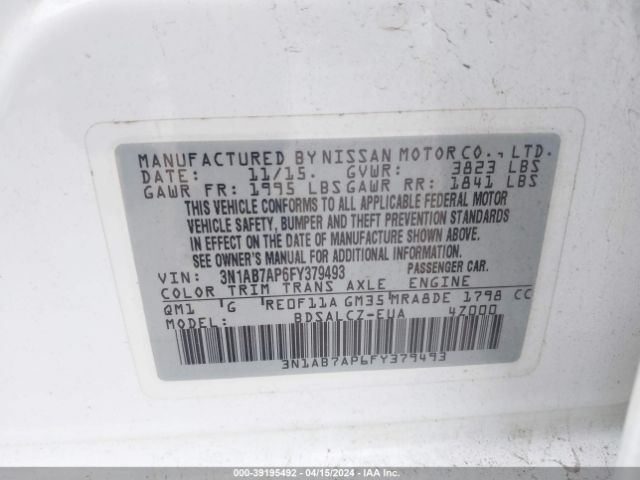 MANUFACTURED BY NISSAN MOTOR CO., LTD.
DATE: 11/15. GVWR: 3823 LBS
GAWR FR: 1995 LBS GAWR RR: 1841 LBS
THIS VEHICLE CONFORMS TO ALL APPLICABLE FEDERAL MOTOR
VEHICLE SAFETY, BUMPER AND THEFT PREVENTION STANDARDS
IN EFFECT ON THE DATE OF MANUFACTURE SHOWN ABOVE.
SEE OWNER'S MANUAL FOR ADDITIONAL INFORMATION.
VIN: 3N1AB7AP6FY379493 PASSENGER CAR.
COLOR TRIM TRANS AXLE ENGINE
QM1 G RE0F11A GM35 MRA8DE 1798 CC
MODEL: BDSALCZ-EUA 4Z000
3N1AB7AP6FY379493
000-39195492 - 04/15/2024 - IAAI.COM